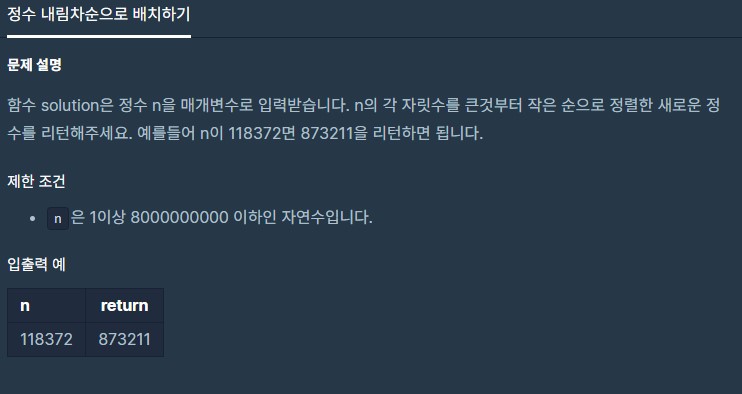 정수 내림차순으로 배치하기
문제 설명
함수 solution은 정수 n을 매개변수로 입력받습니다. n의 각 자릿수를 큰것부터 작은 순으로 정렬한 새로운 정
수를 리턴해주세요. 예를들어 n이 118372면 873211을 리턴하면 됩니다.
제한 조건
• n 은 1이상 8000000000 이하인 자연수입니다.
입출력 예
n return
118372 873211